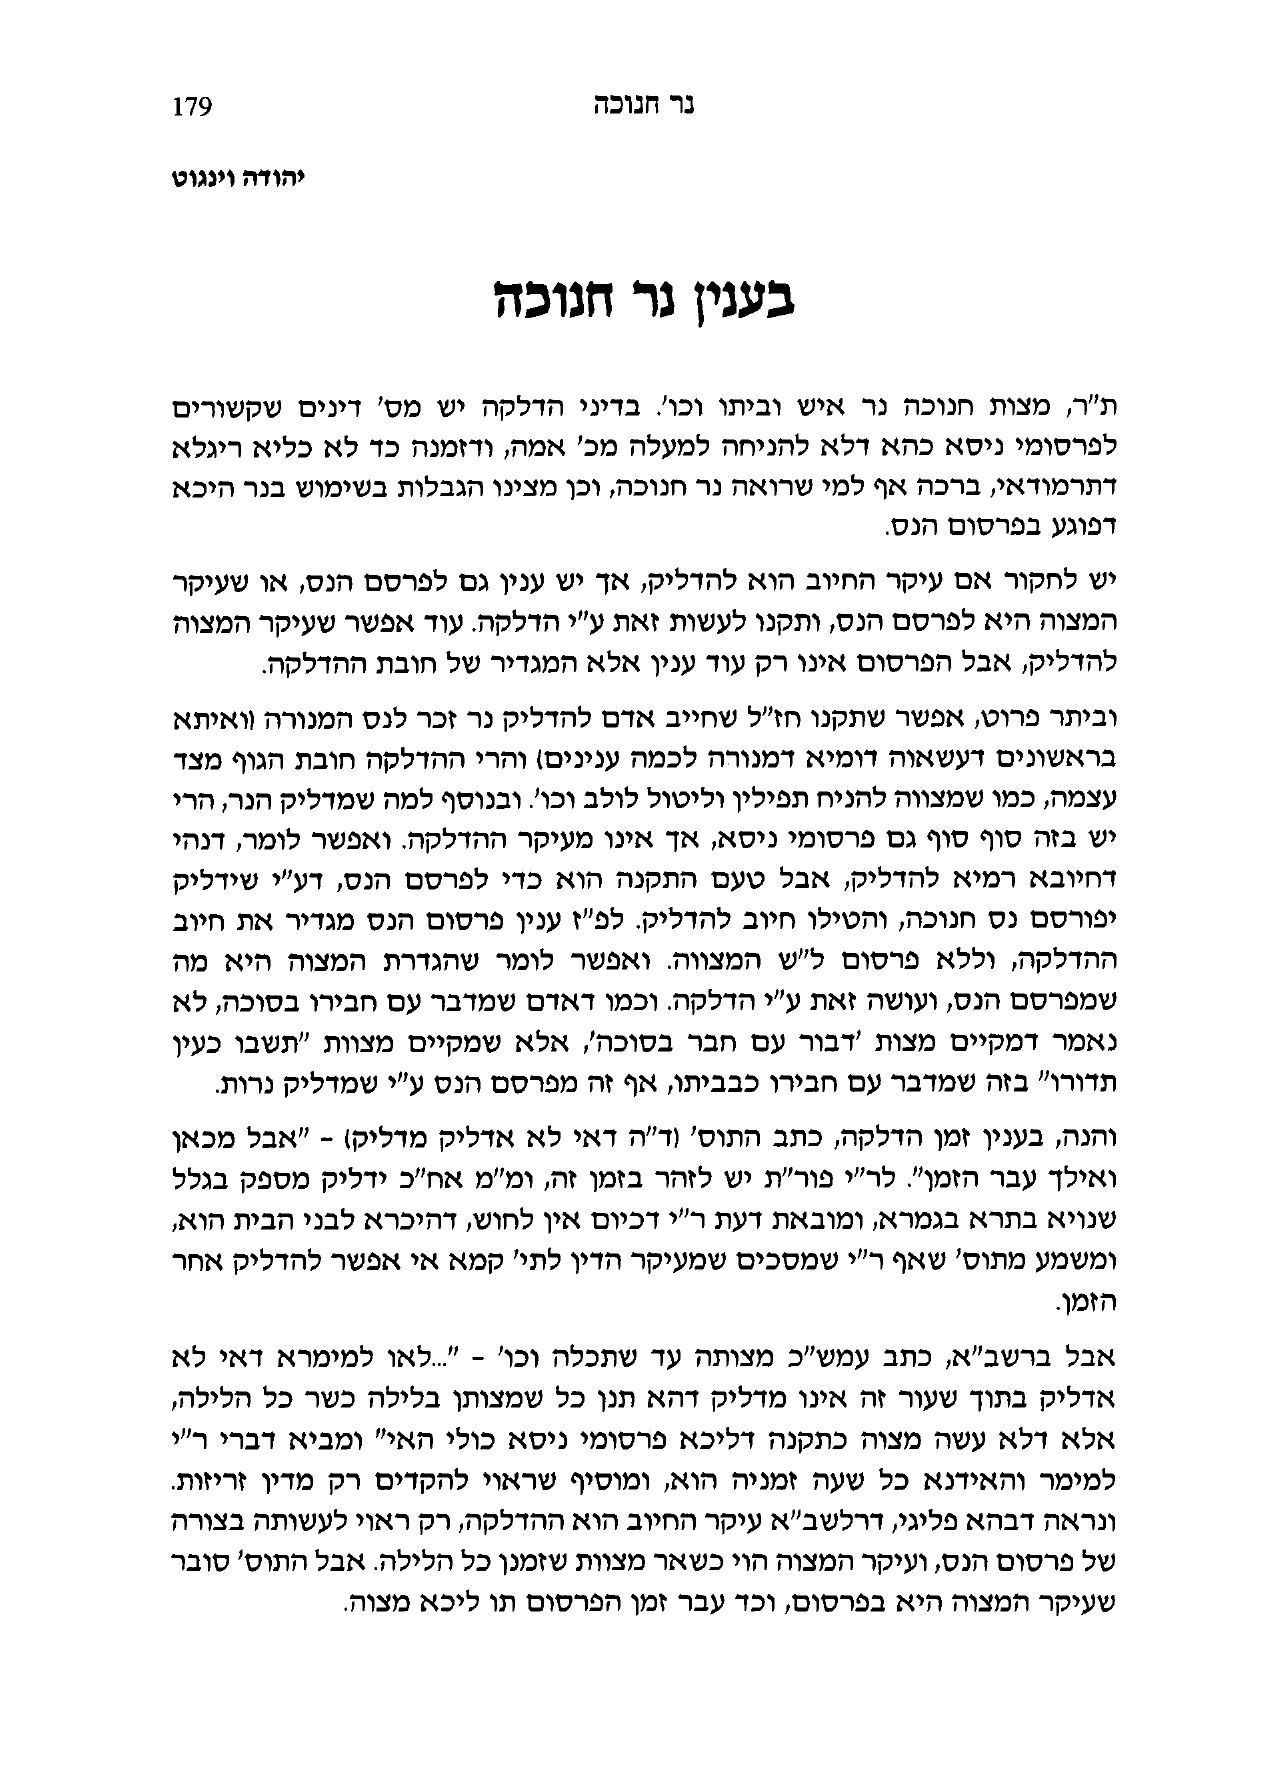 נר חנוכה 179
יהודה וינגוט
בענין נר חנוכה
ת"ר, מצות חנוכה נר איש וביתו וכו'. בדיני הדלקה יש מס' דינים שקשורים
לפרסומי ניסא כהא דלא להניחה למעלה מכ' אמה, ודזמנה כד לא כליא ריגלא
דתרמודאי, ברכה אף למי שרואה נר חנוכה, וכן מצינו הגבלות בשימוש בנר היכא
דפוגע בפרסום הנס.
יש לחקור אם עיקר החיוב הוא להדליק, אך יש ענין גם לפרסם הנס, או שעיקר
המצוה היא לפרסם הנס, ותקנו לעשות זאת ע"י הדלקה. עוד אפשר שעיקר המצוה
להדליק, אבל הפרסום אינו רק עוד ענין אלא המגדיר של חובת ההדלקה.
וביתר פרוט, אפשר שתקנו חז"ל שחייב אדם להדליק נר זכר לנס המנורה (ואיתא
בראשונים דעשאוה דומיא דמנורה לכמה ענינים) והרי ההדלקה חובת הגוף מצד
עצמה, כמו שמצווה להניח תפילין וליטול לולב וכו'. ובנוסף למה שמדליק הנר, הרי
יש בזה סוף סוף גם פרסומי ניסא, אך אינו מעיקר ההדלקה. ואפשר לומר, דנהי
דחיובא רמיא להדליק, אבל טעם התקנה הוא כדי לפרסם הנס, דע"י שידליק
יפורסם נס חנוכה, והטילו חיוב להדליק. לפ"ז ענין פרסום הנס מגדיר את חיוב
ההדלקה, וללא פרסום ל"ש המצווה. ואפשר לומר שהגדרת המצוה היא מה
שמפרסם הנס, ועושה זאת ע"י הדלקה. וכמו דאדם שמדבר עם חבירו בסוכה, לא
נאמר דמקיים מצות 'דבור עם חבר בסוכה', אלא שמקיים מצוות "תשבו כעין
תדורו" בזה שמדבר עם חבירו כבביתו, אף זה מפרסם הנס ע"י שמדליק נרות.
והנה, בענין זמן הדלקה, כתב התוס' (ד"ה דאי לא אדליק מדליק) – "אבל מכאן
ואילך עבר הזמן". לר"י פור"ת יש לזהר בזמן זה, ומ"מ אח"כ ידליק מספק בגלל
שנויא בתרא בגמרא, ומובאת דעת ר"י דכיום אין לחוש, דהיכרא לבני הבית הוא,
ומשמע מתוס' שאף ר"י שמסכים שמעיקר הדין לתי' קמא אי אפשר להדליק אחר
הזמן.
אבל ברשב"א, כתב עמש"כ מצותה עד שתכלה וכו' – "...לאו למימרא דאי לא
אדליק בתוך שעור זה אינו מדליק דהא תנן כל שמצותן בלילה כשר כל הלילה,
אלא דלא עשה מצוה כתקנה דליכא פרסומי ניסא כולי האי" ומביא דברי ר"י
למימר והאידנא כל שעה זמניה הוא, ומוסיף שראוי להקדים רק מדין זריזות.
ונראה דבהא פליגי, דרלשב"א עיקר החיוב הוא ההדלקה, רק ראוי לעשותה בצורה
של פרסום הנס, ועיקר המצוה הוי כשאר מצוות שזמנן כל הלילה. אבל התוס' סובר
שעיקר המצוה היא בפרסום, וכד עבר זמן הפרסום תו ליכא מצוה.